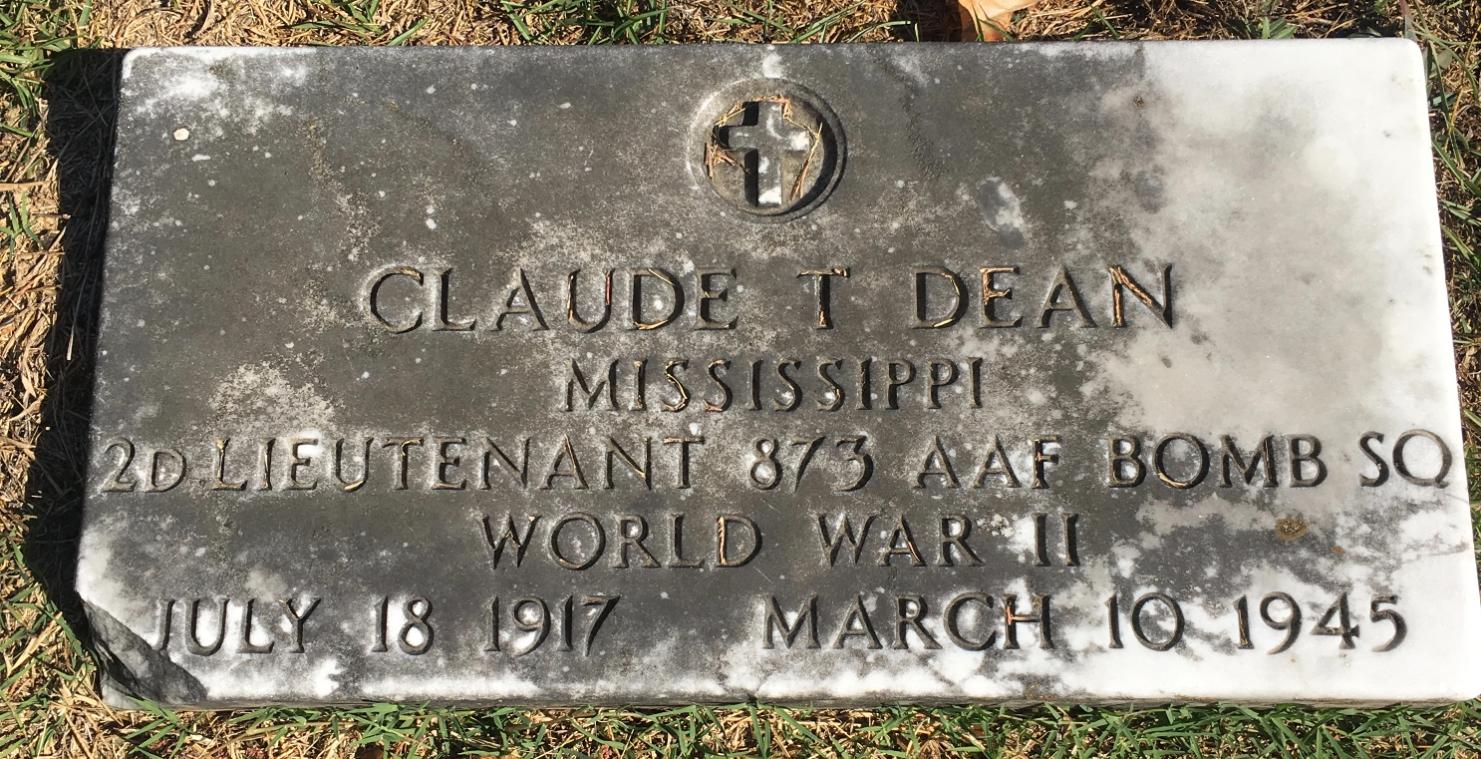 CLAUDE T DEAN
MISSISSIPPI
2D LIEUTENANT 873 AAF BOMB SQ
WORLD WAR II
JULY 18 1917 MARCH 10 1945